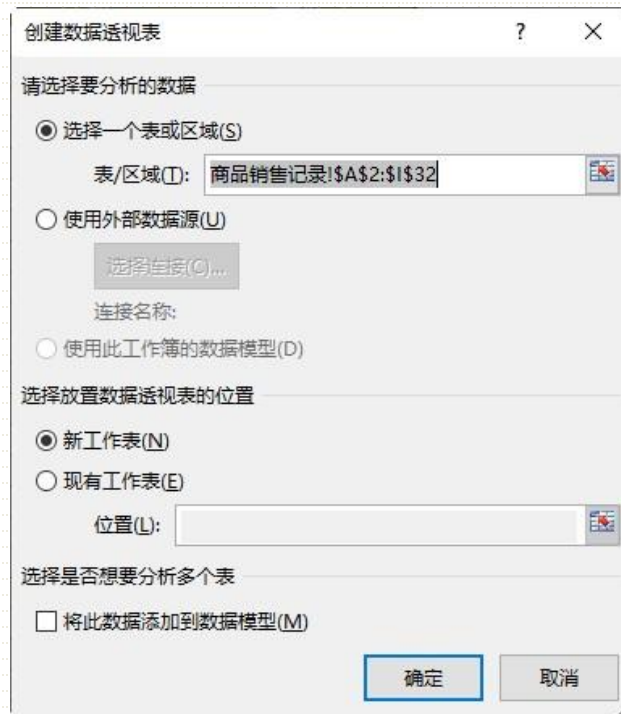 创建数据透视表 ? ×
请选择要分析的数据
选择一个表或区域(S)
表/区域(T): 商品销售记录!$A$2:$I$32
使用外部数据源(U)
选择连接(C)...
连接名称:
使用此工作簿的数据模型(D)
选择放置数据透视表的位置
新工作表(N)
现有工作表(E)
位置(L):
选择是否想要分析多个表
将此数据添加到数据模型(M)
确定 取消